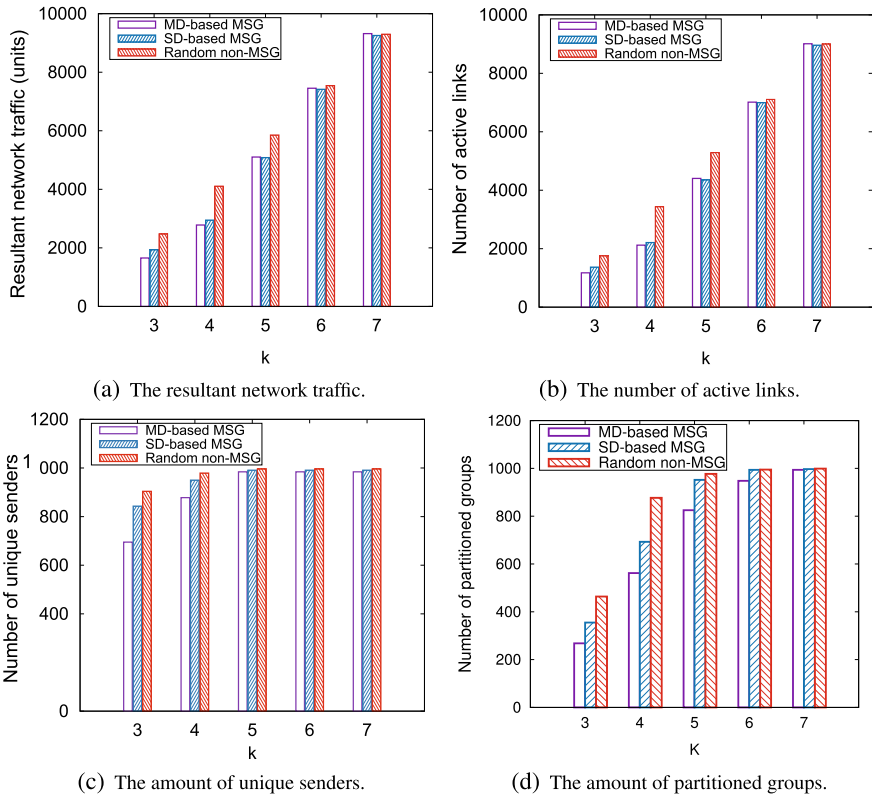 MD-based MSG
SD-based MSG
Random non-MSG
10000
8000
6000
4000
2000
0
Resultant network traffic (units)
3 4 5 6 7
k
(a) The resultant network traffic.
MD-based MSG
SD-based MSG
Random non-MSG
10000
8000
6000
4000
2000
0
Number of active links
3 4 5 6 7
k
(b) The number of active links.
MD-based MSG
SD-based MSG
Random non-MSG
1200
1 000
800
600
400
0
Number of unique senders
3 4 5 6 7
k
(c) The amount of unique senders.
MD-based MSG
SD-based MSG
Random non-MSG
1200
1000
800
600
400
200
0
Number of partitioned groups
3 4 5 6 7
K
(d) The amount of partitioned groups.